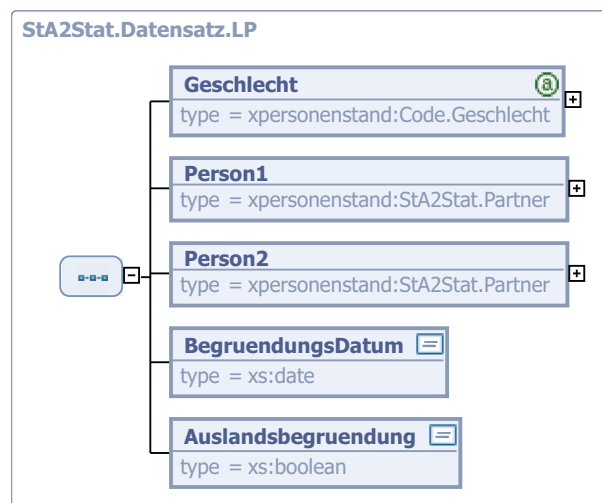 StA2Stat.Datensatz.LP
Geschlecht
type = xpersonenstand:Code.Geschlecht
Person1
type = xpersonenstand:StA2Stat.Partner
Person2
type = xpersonenstand:StA2Stat.Partner
BegruendungsDatum
type = xs:date
Auslandsbegruendung
type = xs:boolean